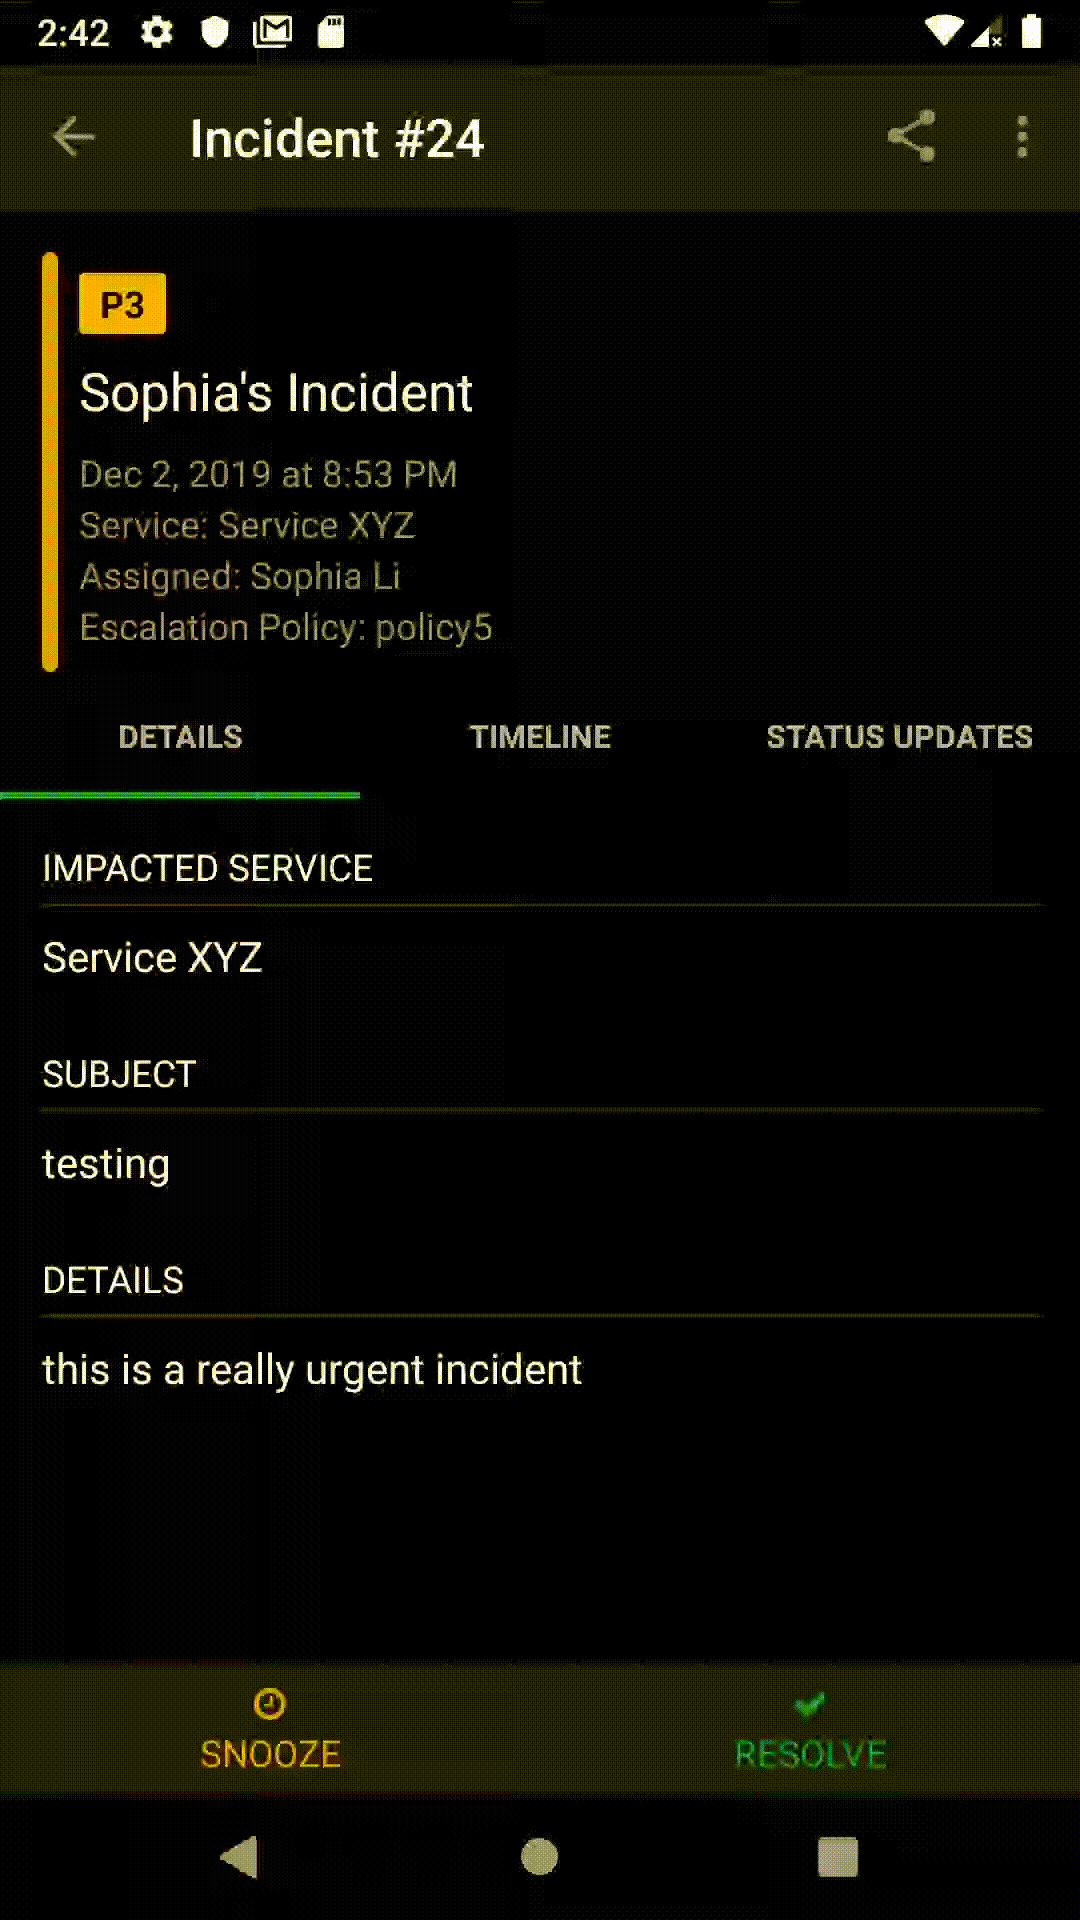 2:42
Incident #24
P3
Sophia's Incident
Dec 2, 2019 at 8:53 PM
Service: Service XYZ
Assigned: Sophia Li
Escalation Policy: policy5
DETAILS
TIMELINE
STATUS UPDATES
IMPACTED SERVICE
Service XYZ
SUBJECT
testing
DETAILS
this is a really urgent incident
SNOOZE
RESOLVE